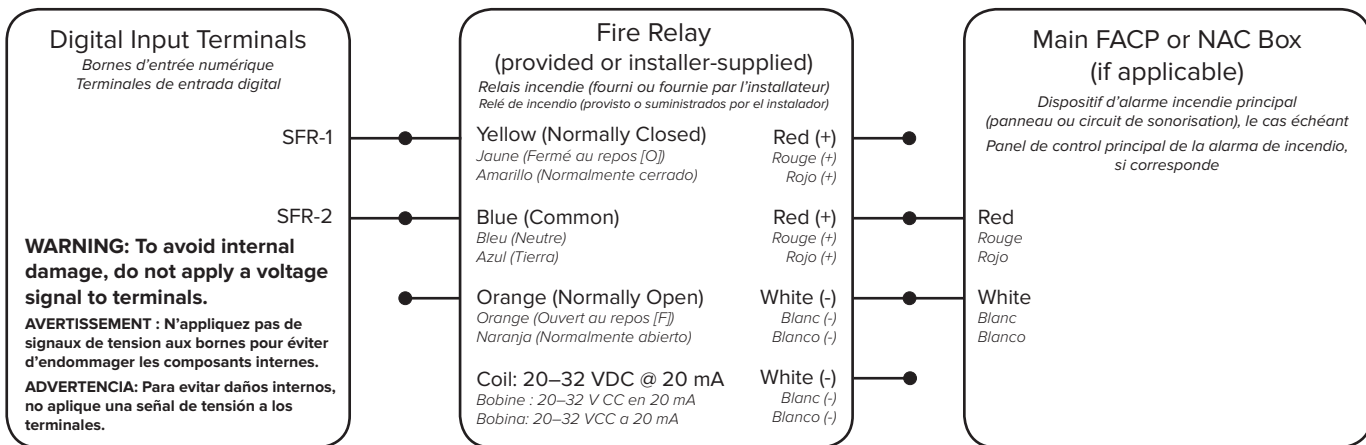 Digital Input Terminals
Bornes d'entrée numérique
Terminales de entrada digital
SFR-1
SFR-2
WARNING: To avoid internal
damage, do not apply a voltage
signal to terminals.
AVERTISSEMENT : N'appliquez pas de
signaux de tension aux bornes pour éviter
d'endommager les composants internes.
ADVERTENCIA: Para evitar daños internos,
no aplique una señal de tensión a los
terminales.
Fire Relay
(provided or installer-supplied)
Relais incendie (fourni ou fournie par l'installateur)
Relé de incendio (provisto o suministrados por el instalador)
Yellow (Normally Closed) Red (+)
Jaune (Fermé au repos [O]) Rouge (+)
Amarillo (Normalmente cerrado) Rojo (+)
Blue (Common) Red (+)
Bleu (Neutre) Rouge (+)
Azul (Tierra) Rojo (+)
Orange (Normally Open) White (-)
Orange (Ouvert au repos [F]) Blanc (-)
Naranja (Normalmente abierto) Blanco (-)
Coil: 20–32 VDC @ 20 mA White (-)
Bobine : 20–32 V CC en 20 mA Blanc (-)
Bobina: 20–32 VCC a 20 mA Blanco (-)
Main FACP or NAC Box
(if applicable)
Dispositif d'alarme incendie principal
(panneau ou circuit de sonorisation), le cas échéant
Panel de control principal de la alarma de incendio,
si corresponde
Red
Rouge
Rojo
White
Blanc
Blanco